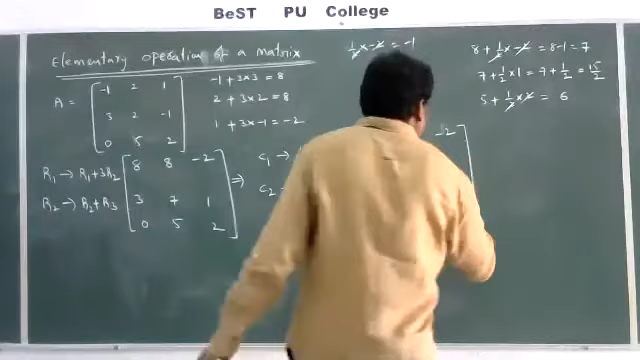 BeST PU College
Elementary operation of a matrix
A = [ -1 2 1
3 2 -1
0 5 2 ]
-1 + 3×3 = 8
2 + 3×2 = 8
1 + 3×-1 = -2
R₁ → R₁+3R₂
R₂ → R₂+R₃
[ 8 8 -2
3 7 1
0 5 2 ]
⇒
C₁ →
C₂
-2 ]
1/2 × -2 = -1
8 + 1/2 × -2 = 8-1 = 7
7 + 1/2 × 1 = 7 + 1/2 = 15/2
5 + 1/2 × 2 = 6